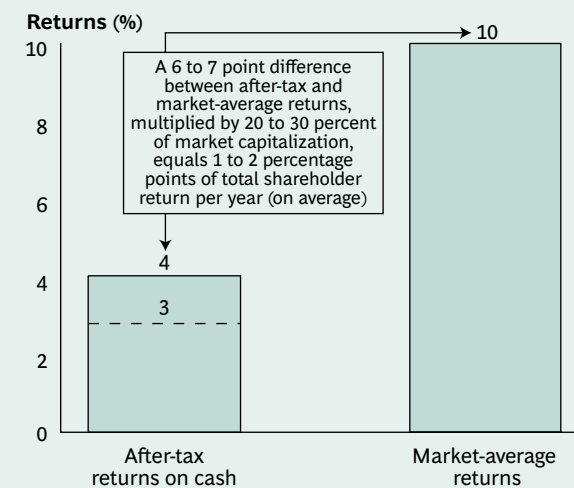 Returns (%)
10
10
A 6 to 7 point difference
between after-tax and
market-average returns,
multiplied by 20 to 30 percent
of market capitalization,
equals 1 to 2 percentage
points of total shareholder
return per year (on average)
8
6
4
4
3
2
0
After-tax
returns on cash
Market-average
returns